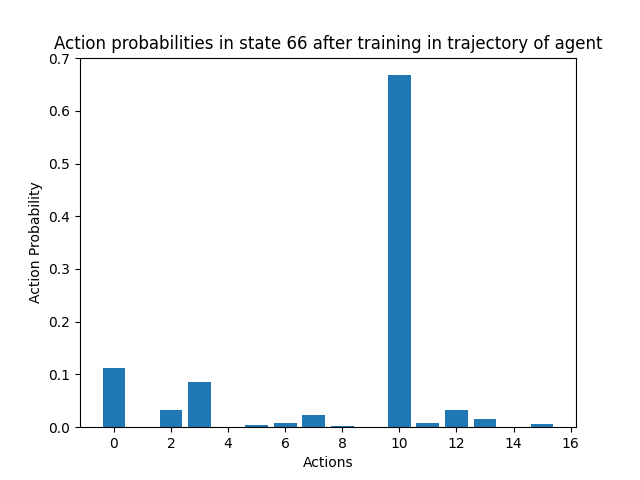 Action probabilities in state 66 after training in trajectory of agent
0.7
0.6
0.5
0.4
0.3
0.2
0.1
0.0
Action Probability
0 2 4 6 8 10 12 14 16
Actions